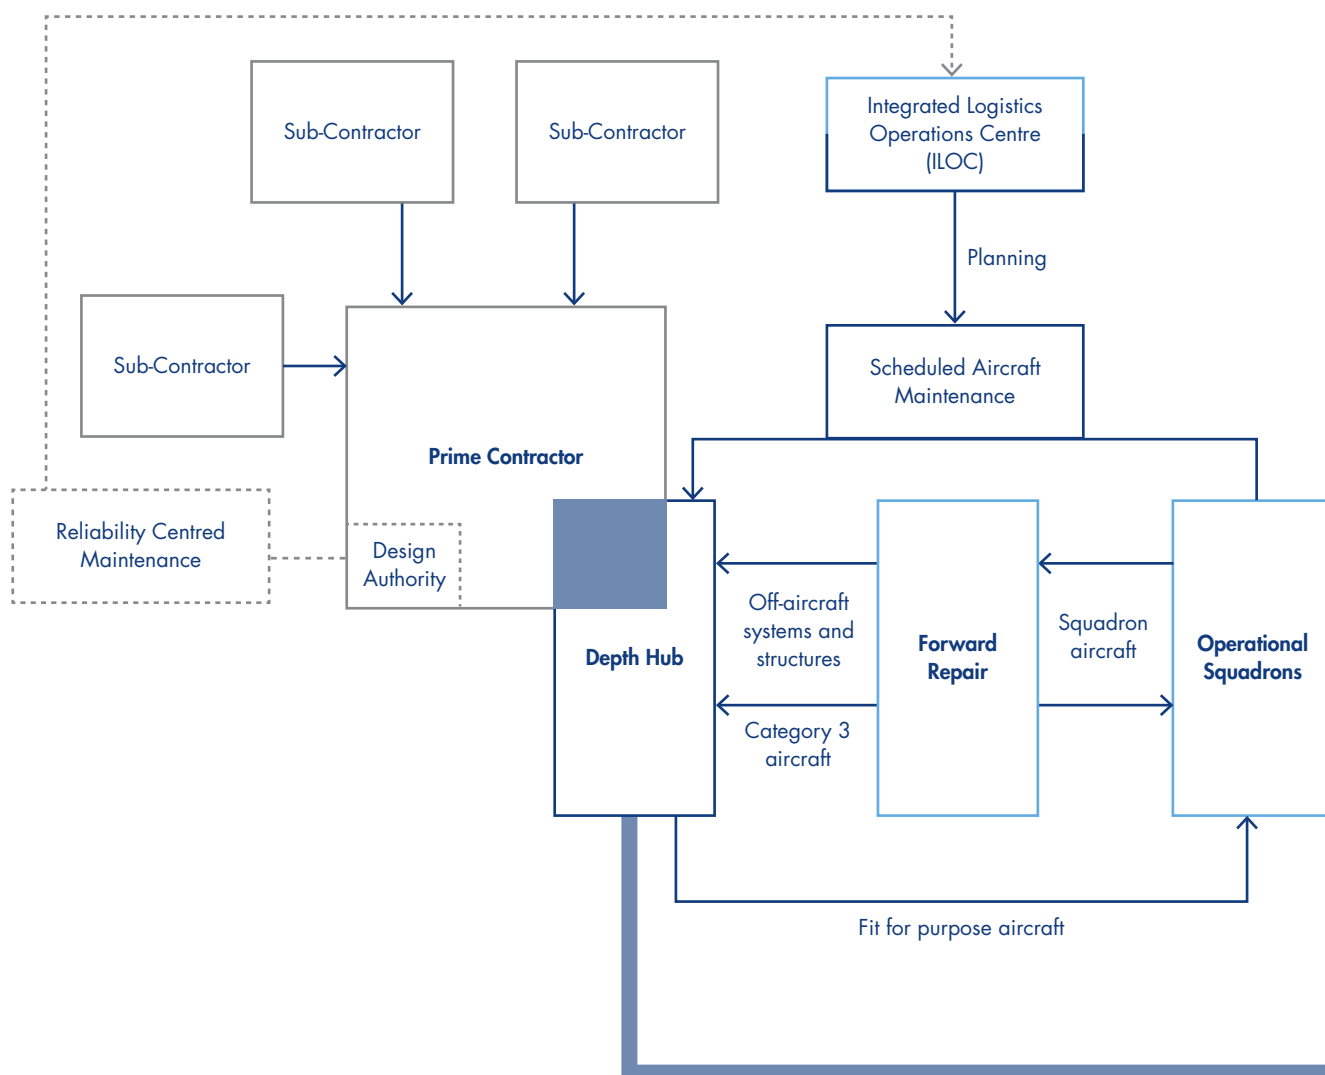 Sub-Contractor
Sub-Contractor
Integrated Logistics
Operations Centre
(ILOC)
Planning
Sub-Contractor
Scheduled Aircraft
Maintenance
Prime Contractor
Reliability Centred
Maintenance
Design
Authority
Off-aircraft
systems and
structures
Squadron
aircraft
Depth Hub
Forward
Repair
Operational
Squadrons
Category 3
aircraft
Fit for purpose aircraft